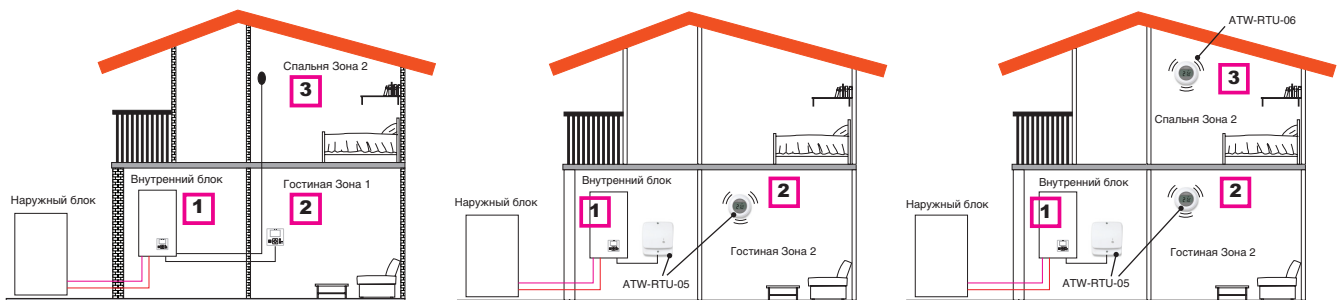 Спальня Зона 2
3
Внутренний блок
Гостиная Зона 1
Наружный блок
1
2
Внутренний блок
2
Наружный блок
1
Гостиная Зона 2
ATW-RTU-05
ATW-RTU-06
3
Спальня Зона 2
Внутренний блок
2
Наружный блок
1
Гостиная Зона 2
ATW-RTU-05